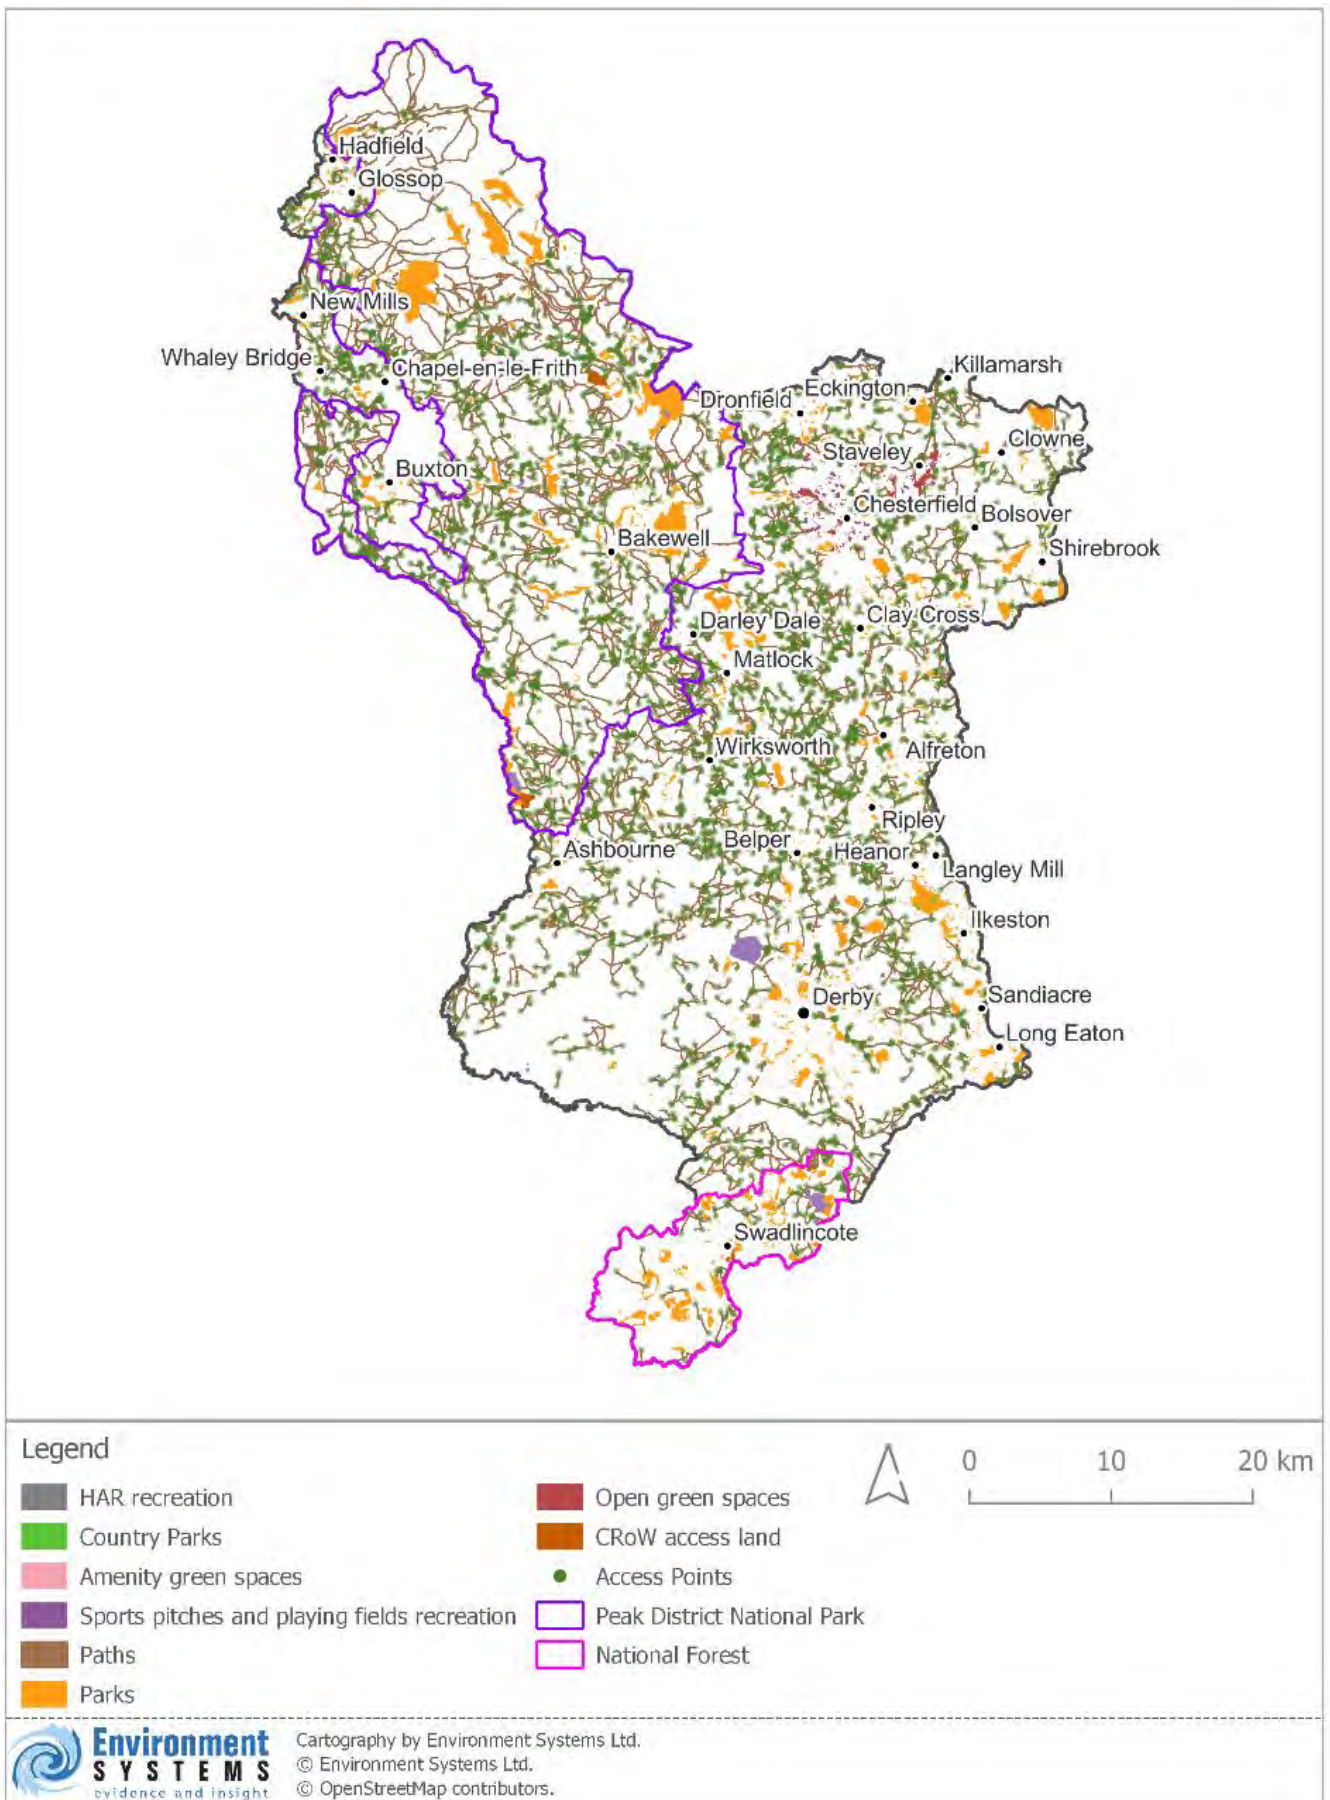 Hadfield
Glossop
New Mills
Whaley Bridge
Chapel-en-le-Frith
Killamarsh
Eckington
Dronfield
Clowne
Staveley
Buxton
Chesterfield
Bolsover
Bakewell
Shirebrook
Darley Dale
Clay Cross
Matlock
Wirksworth
Alfreton
Ripley
Belper
Heanor
Ashbourne
Langley Mill
Ilkeston
Derby
Sandiacre
Long Eaton
Swadlincote
Legend
HAR recreation
Country Parks
Amenity green spaces
Sports pitches and playing fields recreation
Paths
Parks
Open green spaces
CRoW access land
Access Points
Peak District National Park
National Forest
0 10 20 km
Environment
SYSTEMS
evidence and insight
Cartography by Environment Systems Ltd.
© Environment Systems Ltd.
© OpenStreetMap contributors.